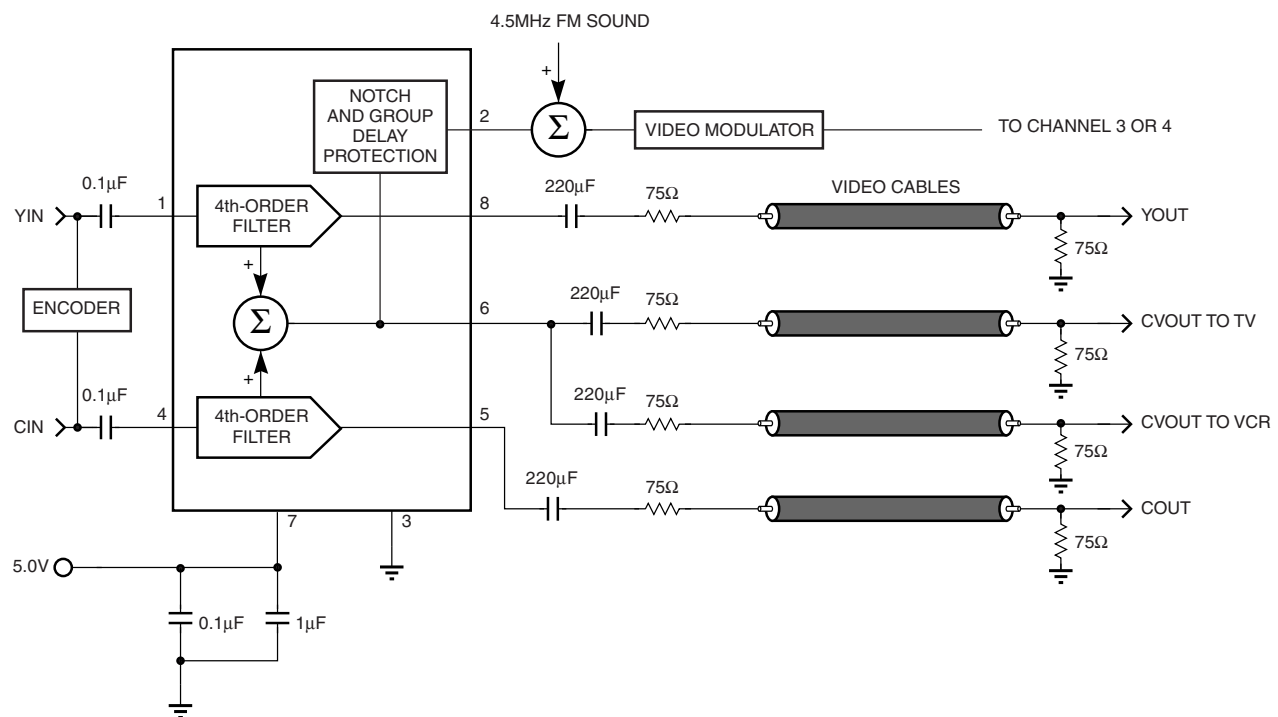 4.5MHz FM SOUND
+
NOTCH
AND GROUP
DELAY
PROTECTION
2
Σ
VIDEO MODULATOR
TO CHANNEL 3 OR 4
YIN
0.1µF
1
4th-ORDER
FILTER
8
220µF
75Ω
VIDEO CABLES
YOUT
75Ω
+
ENCODER
Σ
6
220µF
75Ω
CVOUT TO TV
75Ω
+
CIN
0.1µF
4
4th-ORDER
FILTER
5
220µF
75Ω
CVOUT TO VCR
75Ω
220µF
75Ω
COUT
75Ω
7
3
5.0V
0.1µF
1µF